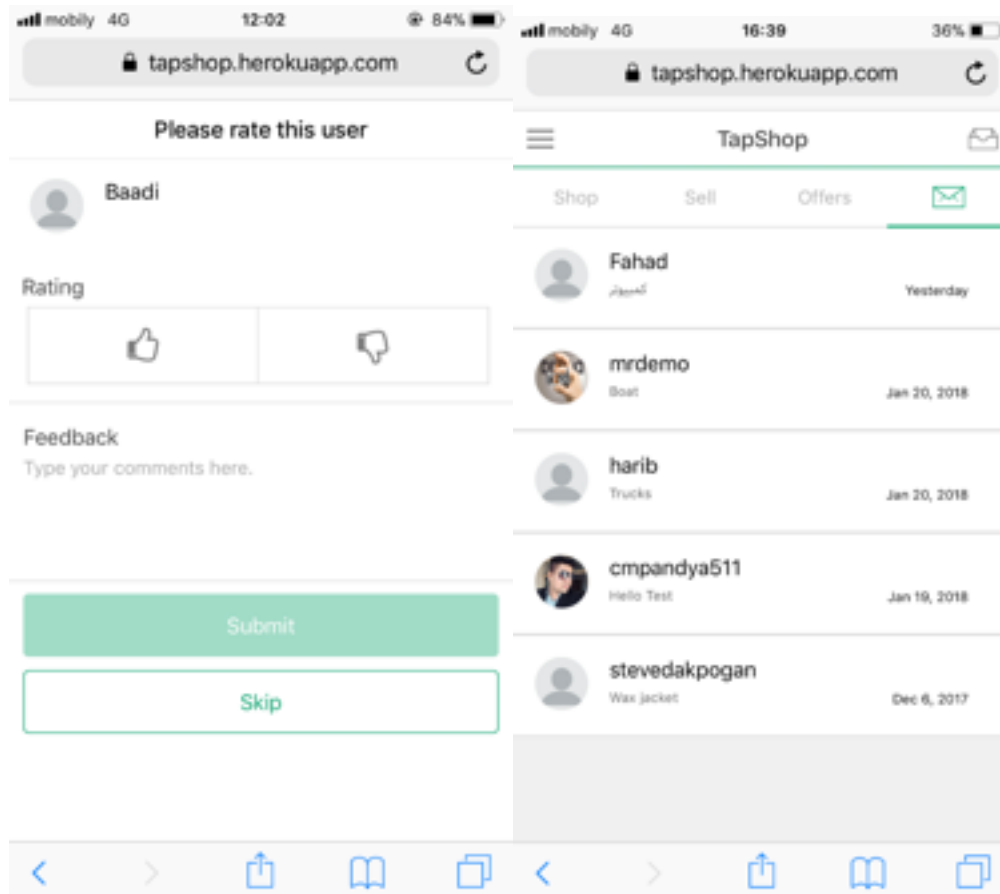 mobily 4G 12:02 84%
tapshop.herokuapp.com
Please rate this user
Baadi
Rating
Feedback
Type your comments here.
Submit
Skip
mobily 4G 16:39 36%
tapshop.herokuapp.com
TapShop
Shop Sell Offers
Fahad
كمبيوتر Yesterday
mrdemo
Boat Jan 20, 2018
harib
Trucks Jan 20, 2018
cmpandya511
Hello Test Jan 19, 2018
stevedakpogan
Wax jacket Dec 6, 2017